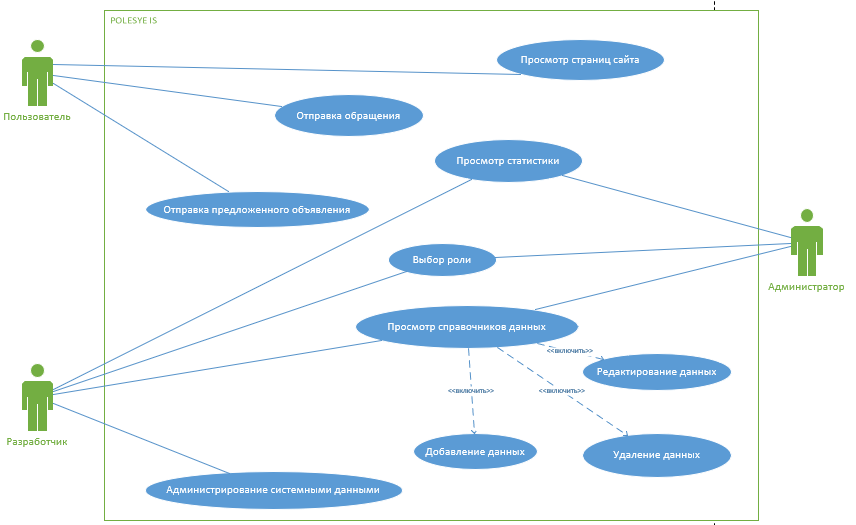 POLESYE IS
Просмотр страниц сайта
Пользователь
Отправка обращения
Просмотр статистики
Отправка предложенного объявления
Выбор роли
Администратор
Просмотр справочников данных
<<включить>>
Редактирование данных
<<включить>>
<<включить>>
Разработчик
Добавление данных
Удаление данных
Администрирование системными данными